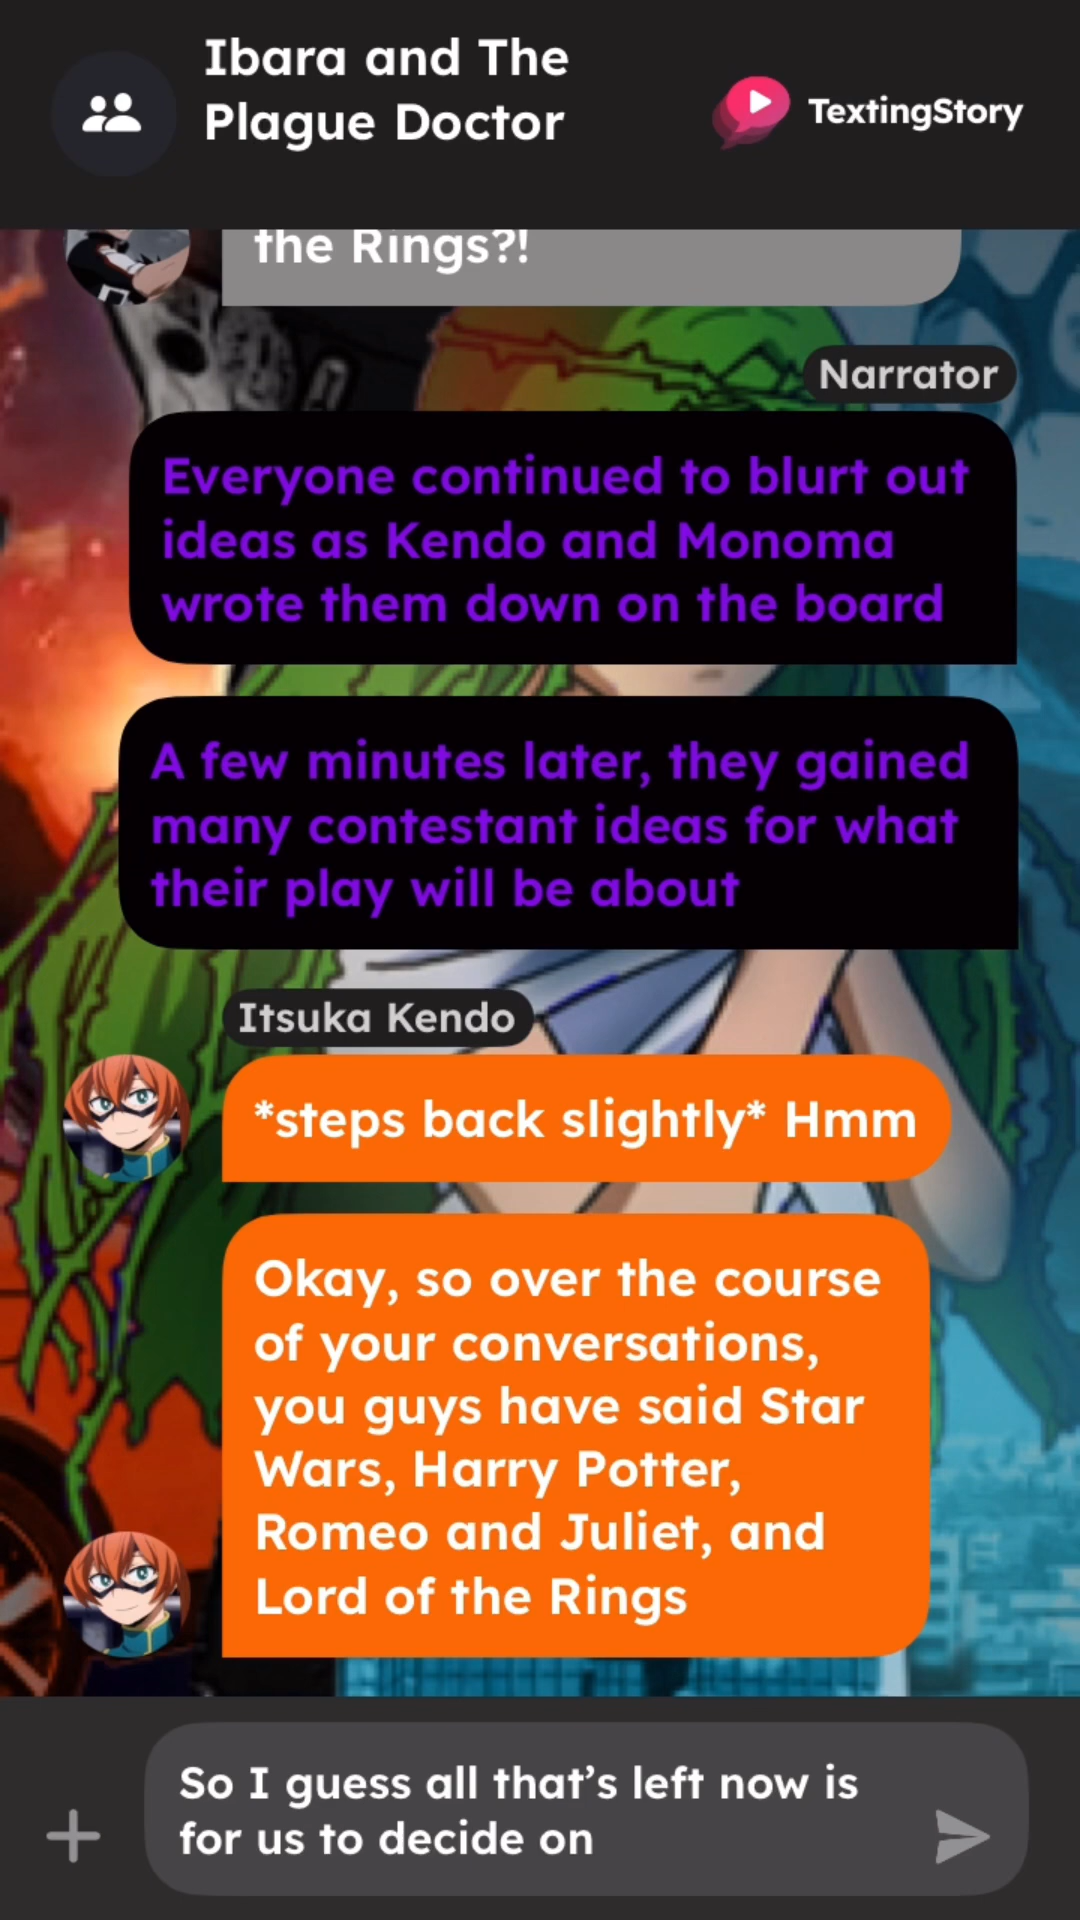 Ibara and The
Plague Doctor
TextingStory
the Rings?!
Narrator
Everyone continued to blurt out
ideas as Kendo and Monoma
wrote them down on the board
A few minutes later, they gained
many contestant ideas for what
their play will be about
Itsuka Kendo
*steps back slightly* Hmm
Okay, so over the course
of your conversations,
you guys have said Star
Wars, Harry Potter,
Romeo and Juliet, and
Lord of the Rings
So I guess all that’s left now is
for us to decide on